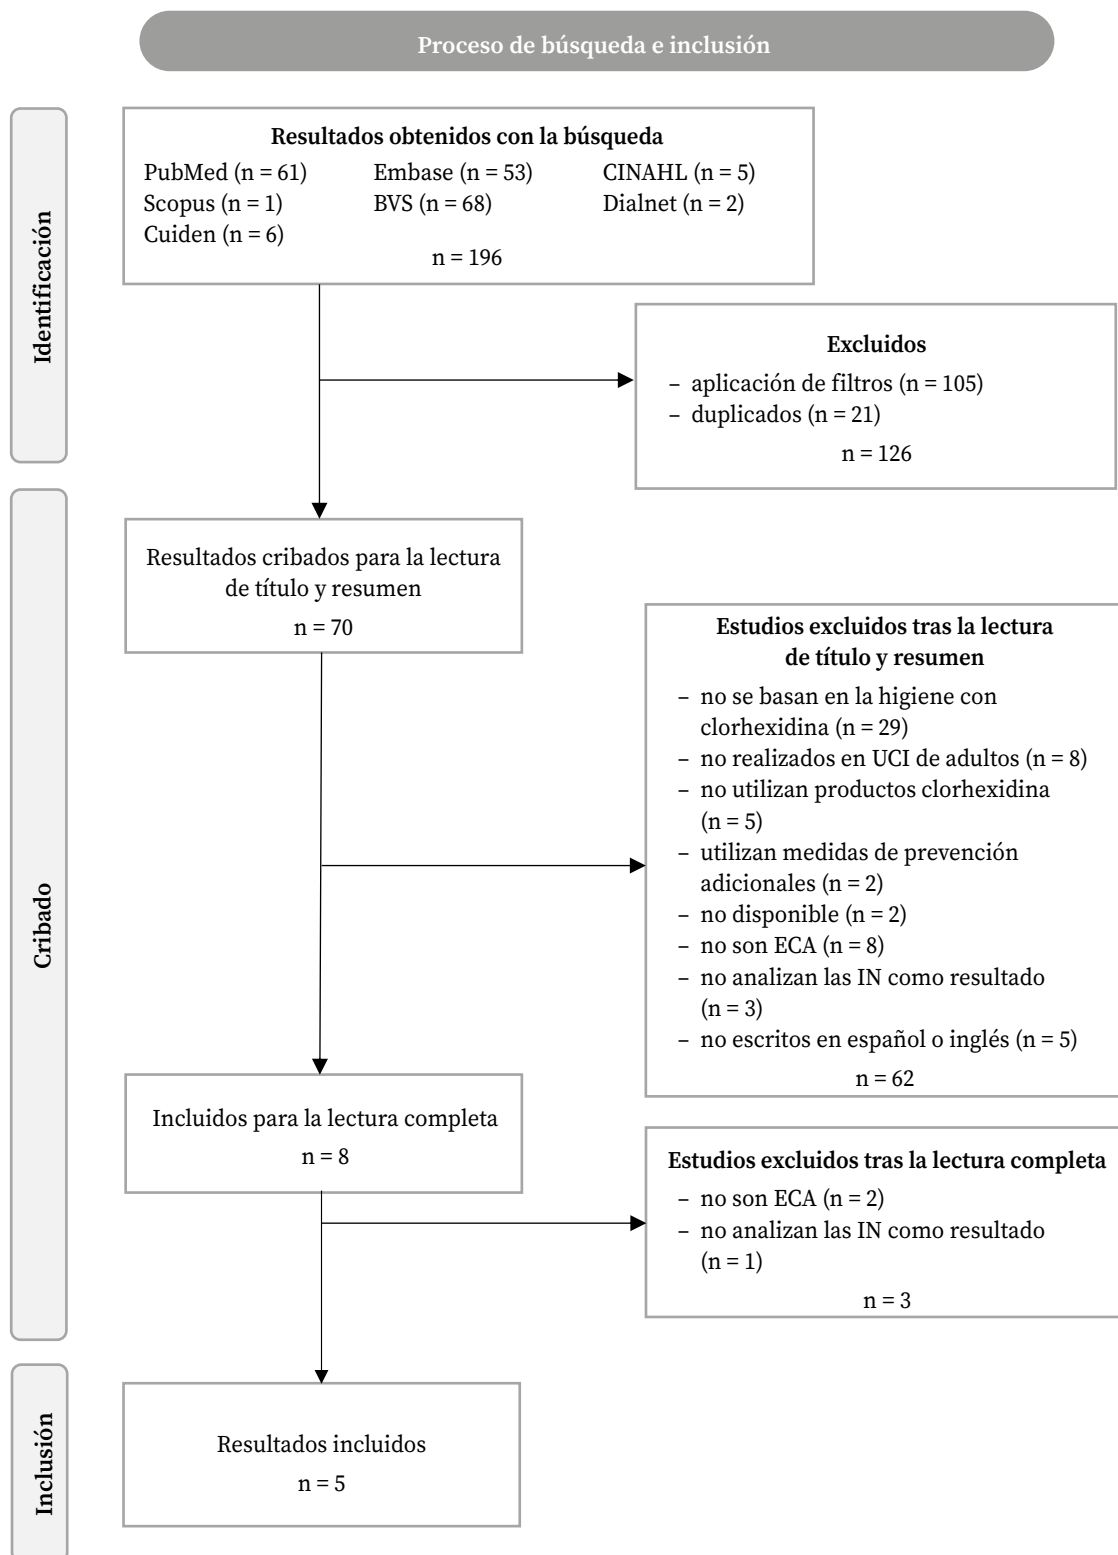 Proceso de búsqueda e inclusión
Identificación
Resultados obtenidos con la búsqueda
PubMed (n = 61) Embase (n = 53) CINAHL (n = 5)
Scopus (n = 1) BVS (n = 68) Dialnet (n = 2)
Cuiden (n = 6)
n = 196
Excluidos
– aplicación de filtros (n = 105)
– duplicados (n = 21)
n = 126
Cribado
Resultados cribados para la lectura
de título y resumen
n = 70
Estudios excluidos tras la lectura
de título y resumen
– no se basan en la higiene con
clorhexidina (n = 29)
– no realizados en UCI de adultos (n = 8)
– no utilizan productos clorhexidina
(n = 5)
– utilizan medidas de prevención
adicionales (n = 2)
– no disponible (n = 2)
– no son ECA (n = 8)
– no analizan las IN como resultado
(n = 3)
– no escritos en español o inglés (n = 5)
n = 62
Incluidos para la lectura completa
n = 8
Estudios excluidos tras la lectura completa
– no son ECA (n = 2)
– no analizan las IN como resultado
(n = 1)
n = 3
Inclusión
Resultados incluidos
n = 5